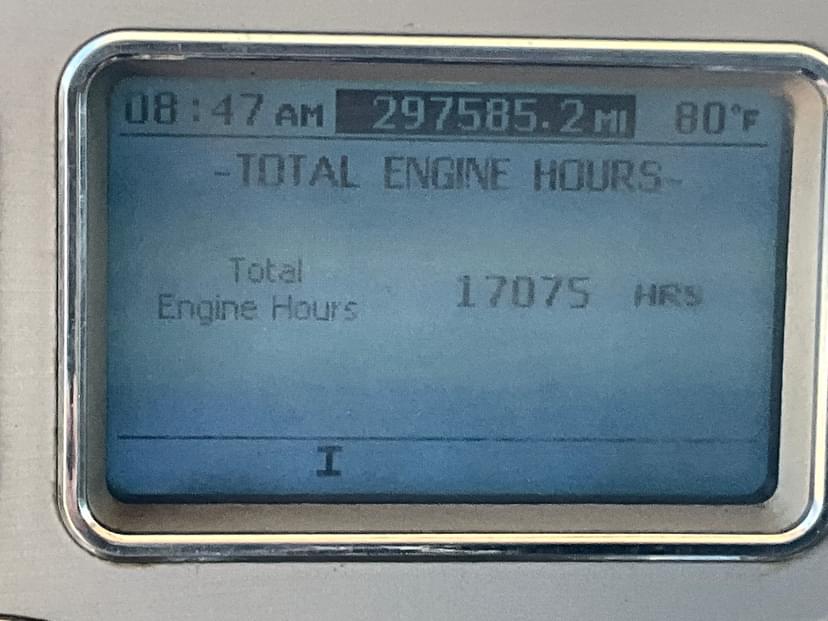 08:47 AM 297585.2 MI 80°F
-TOTAL ENGINE HOURS-
Total
Engine Hours 17075 HRS
I